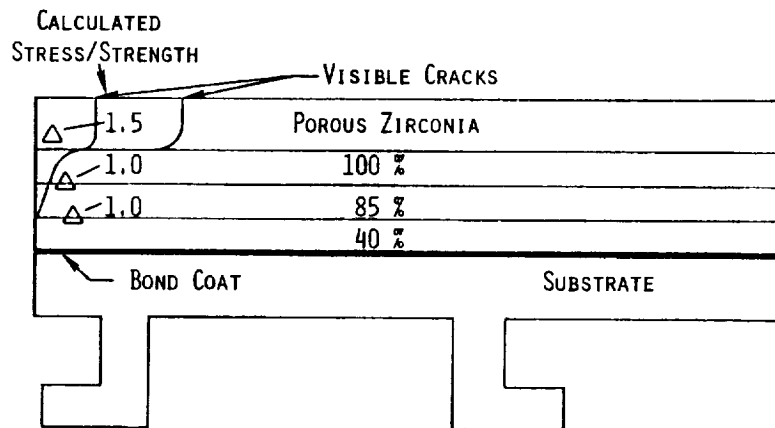 CALCULATED
STRESS/STRENGTH
VISIBLE CRACKS
1.5 POROUS ZIRCONIA
1.0 100 %
1.0 85 %
40 %
BOND COAT SUBSTRATE